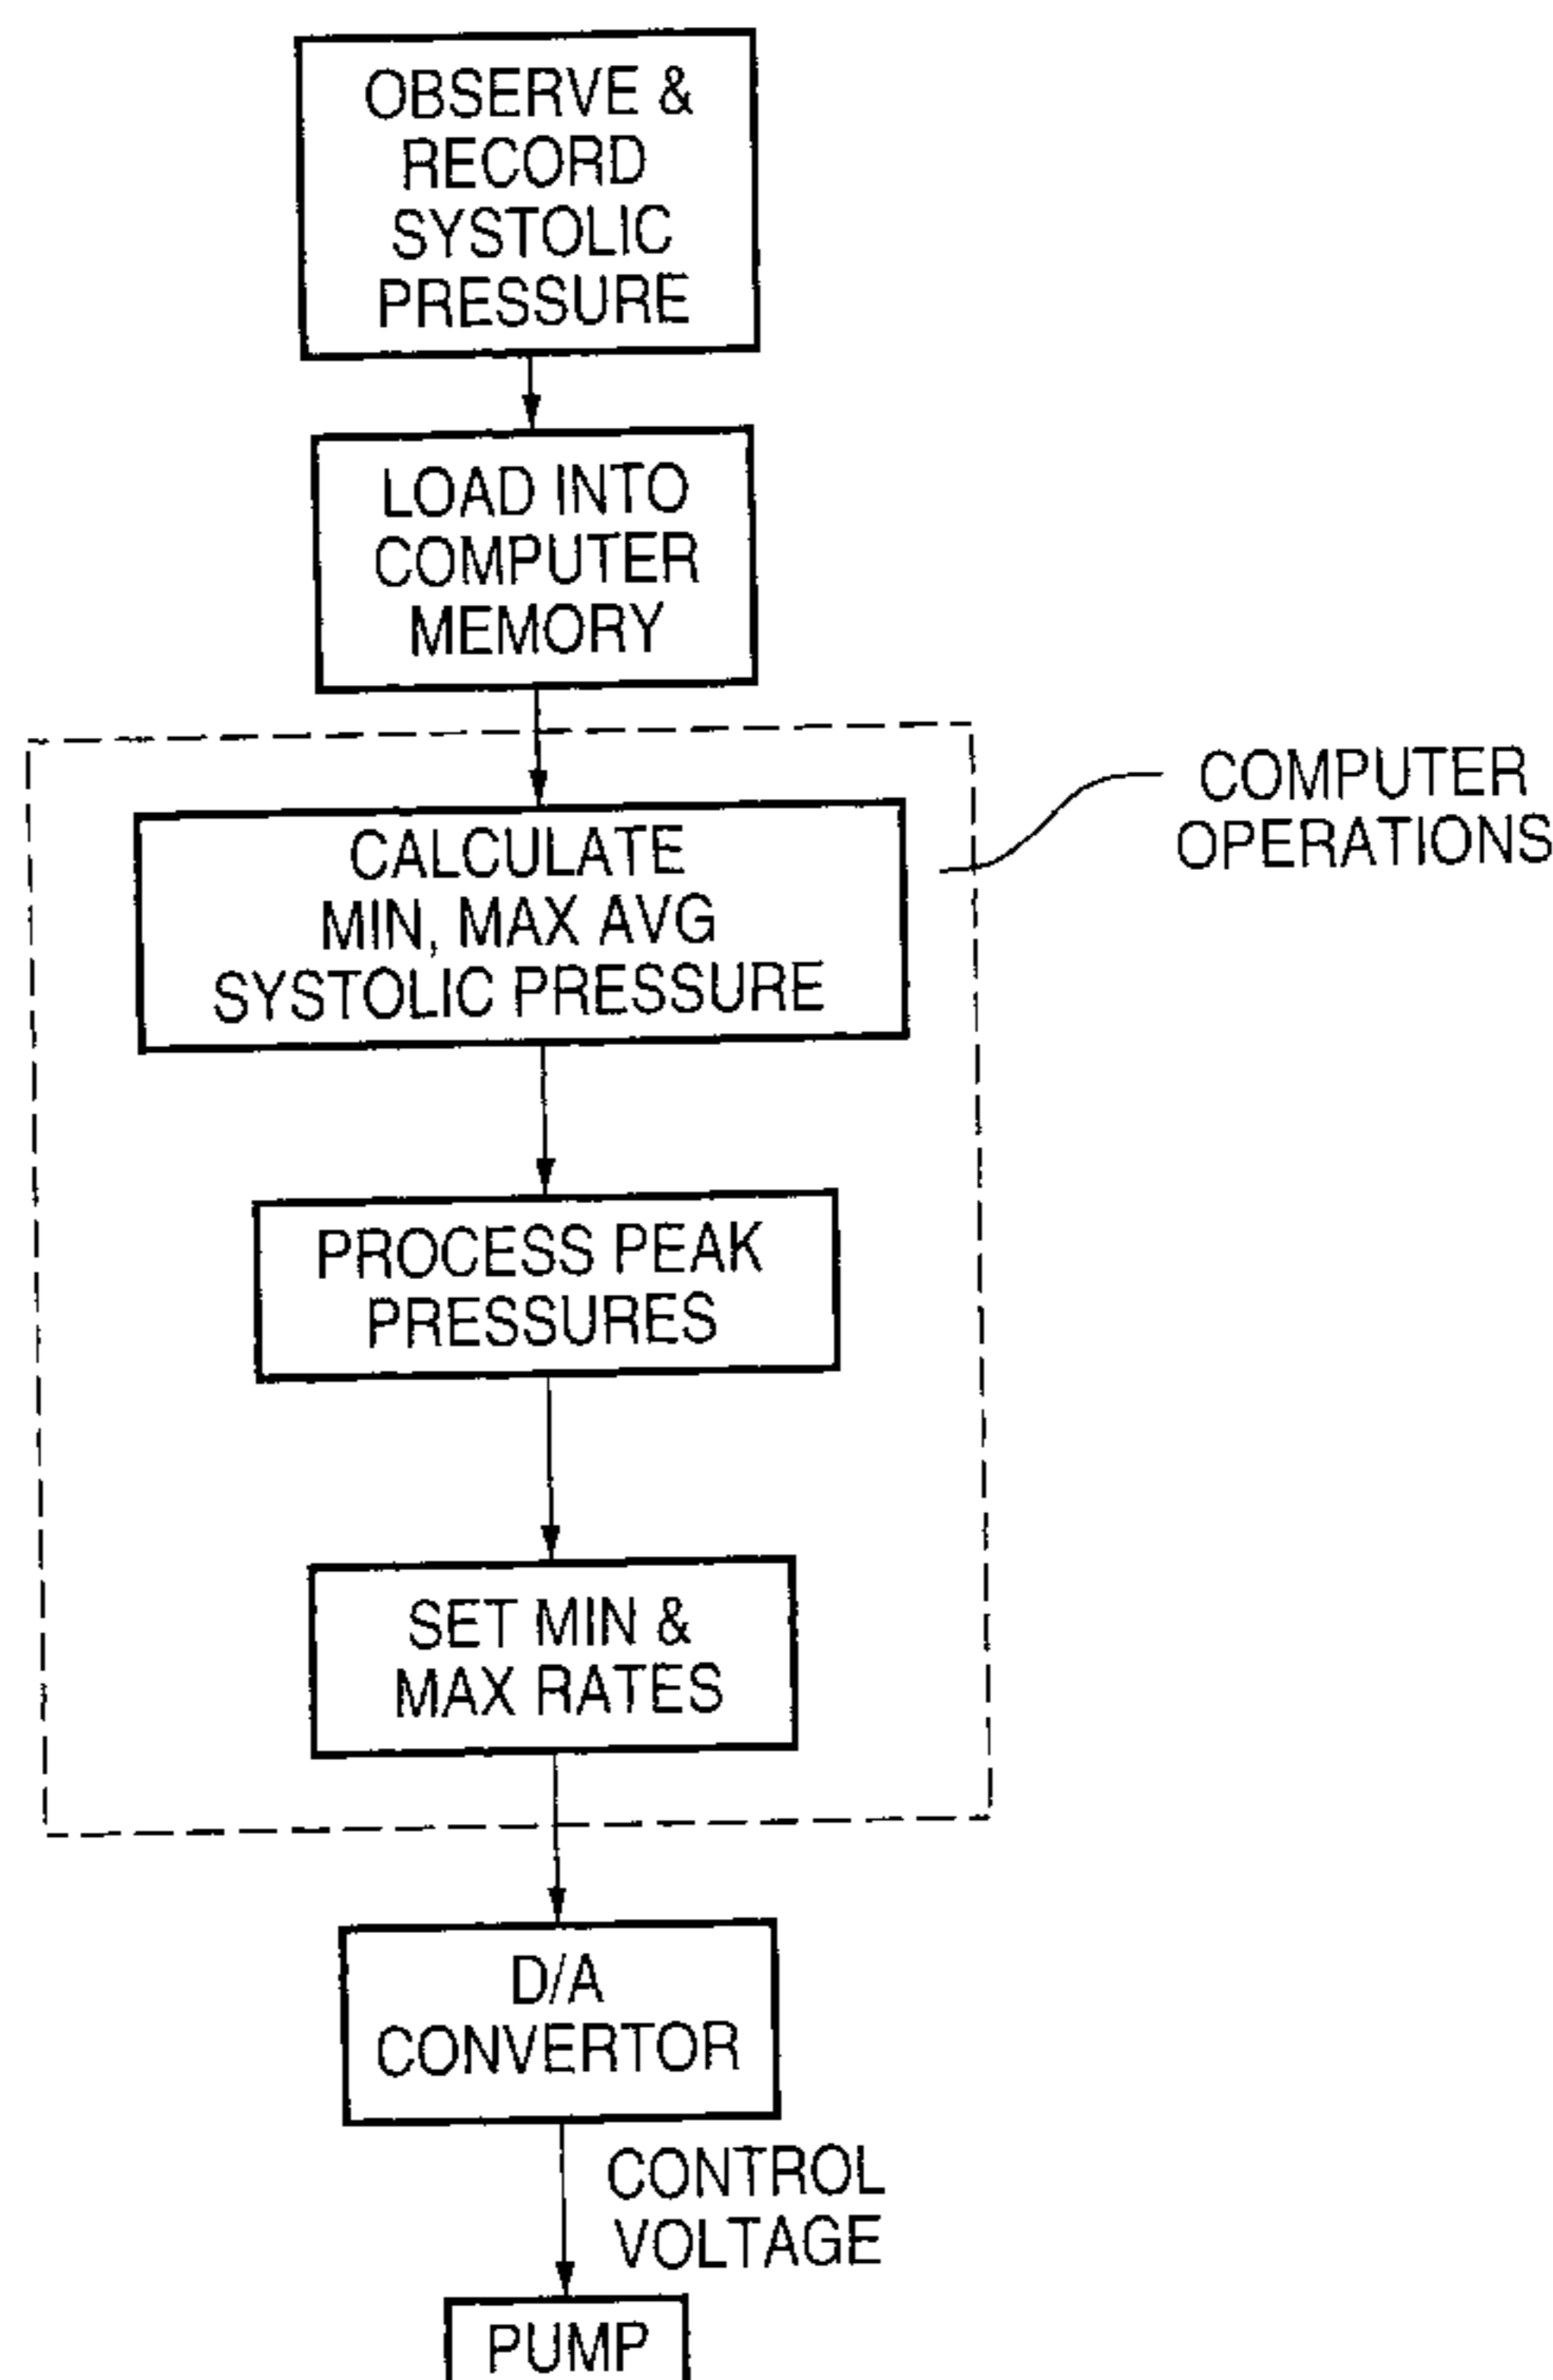 OBSERVE &
RECORD
SYSTOLIC
PRESSURE
LOAD INTO
COMPUTER
MEMORY
COMPUTER
OPERATIONS
CALCULATE
MIN, MAX AVG
SYSTOLIC PRESSURE
PROCESS PEAK
PRESSURES
SET MIN &
MAX RATES
D/A
CONVERTOR
CONTROL
VOLTAGE
PUMP